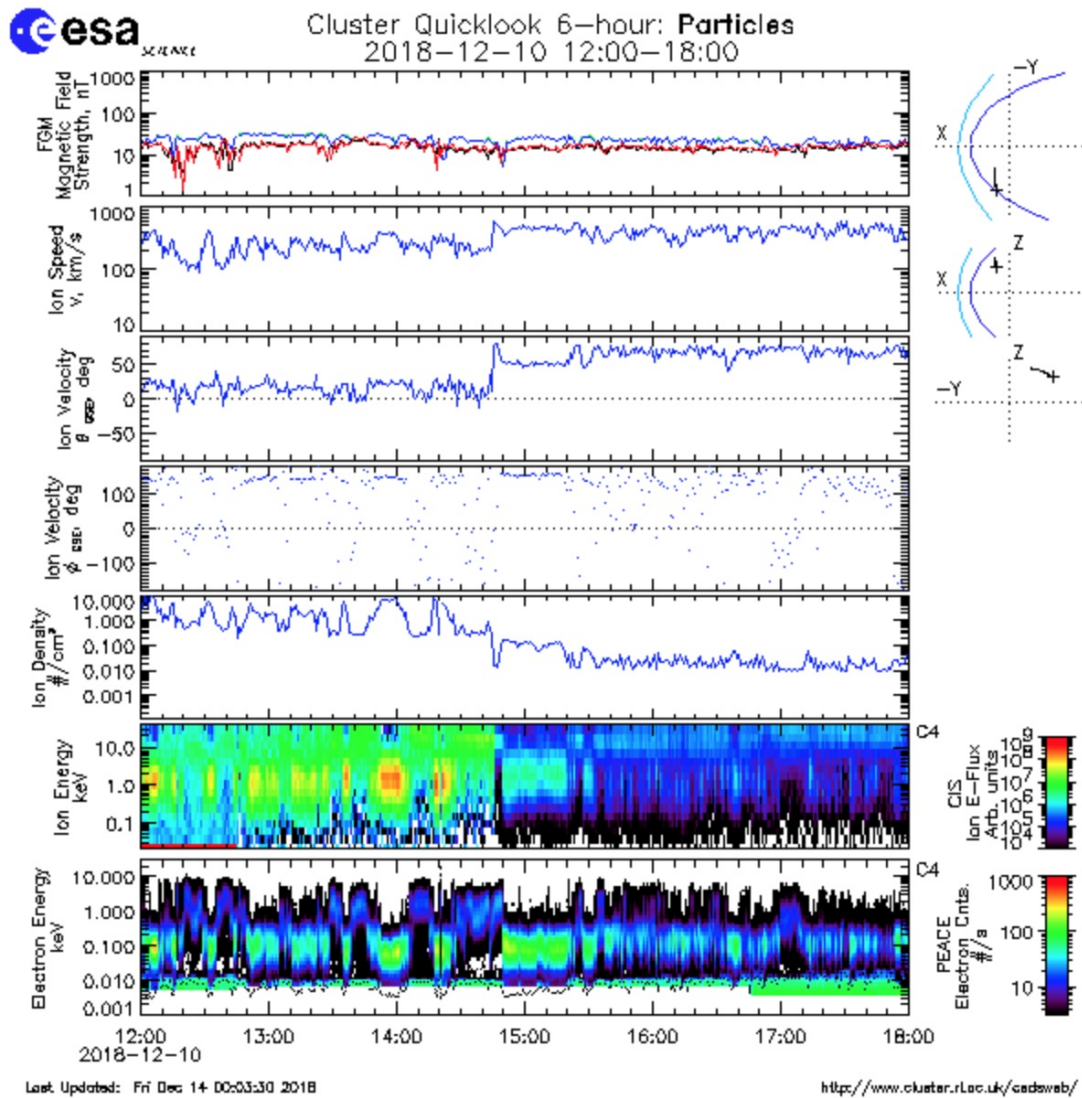 esa
SCIENCE
Cluster Quicklook 6-hour: Particles
2018-12-10 12:00-18:00
FGM
Magnetic Field
Strength, nT
1000
100
10
1
Ion Speed
v, km/s
1000
100
10
Ion Velocity
θ GSE, deg
50
0
-50
Ion Velocity
ϕ GSE, deg
100
0
-100
Ion Density
#/cm³
10.000
1.000
0.100
0.010
0.001
Ion Energy
keV
10.0
1.0
0.1
Electron Energy
keV
10.000
1.000
0.100
0.010
0.001
12:00 13:00 14:00 15:00 16:00 17:00 18:00
2018-12-10
-Y
X
Z
X
Z
-Y
C4
CIS
Ion E-Flux
Arb. units
10⁹
10⁸
10⁷
10⁶
10⁵
10⁴
C4
PEACE
Electron Cnts.
#/s
1000
100
10
Last Updated: Fri Dec 14 00:03:30 2018
http://www.cluster.rl.ac.uk/csdsweb/